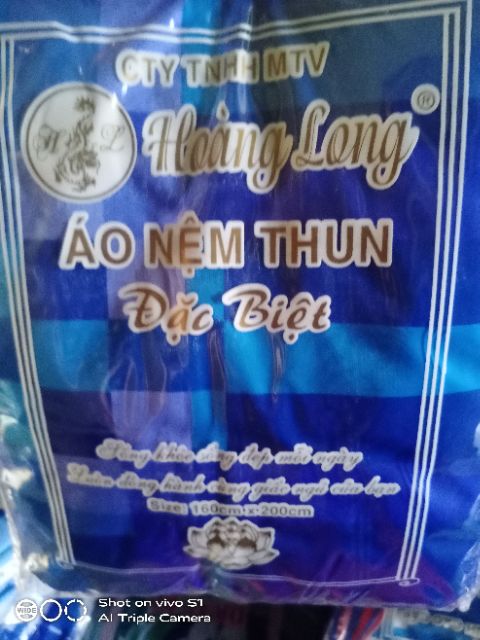 CTY TNHH MTV
H L
Hoàng Long ®
ÁO NỆM THUN
Đặc Biệt
Sống khỏe sống đẹp mỗi ngày
Luôn đồng hành cùng giấc ngủ của bạn
Size: 160cm x 200cm
WIDE
Shot on vivo S1
AI Triple Camera